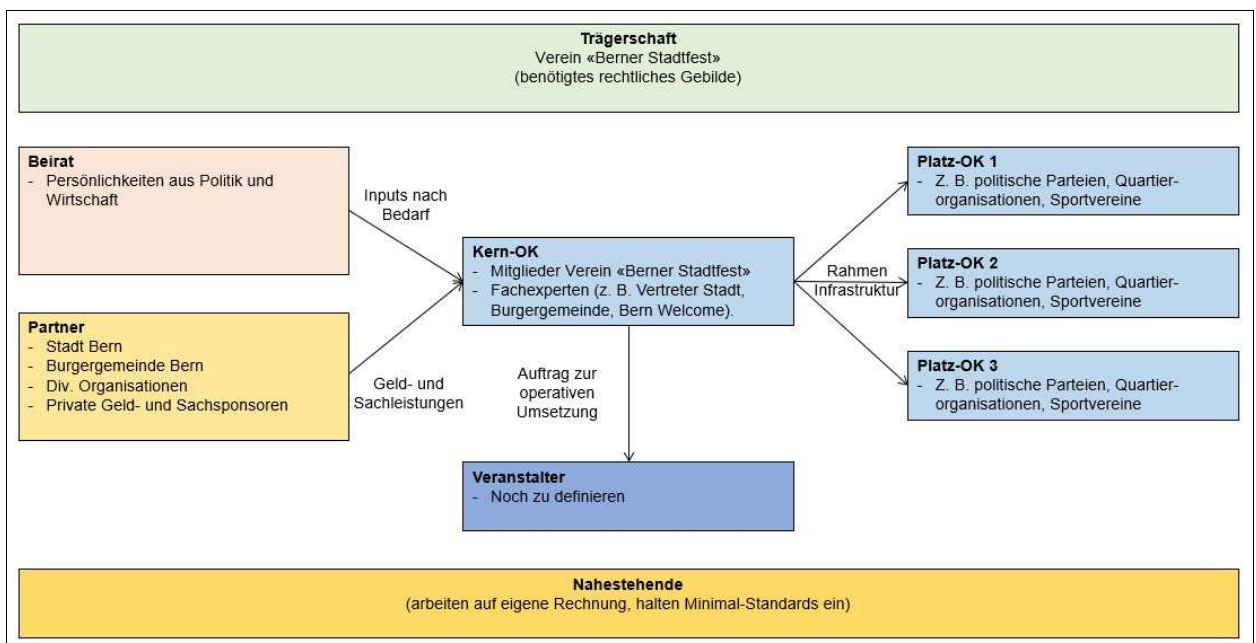 Trägerschaft
Verein «Berner Stadtfest»
(benötigtes rechtliches Gebilde)
Beirat
- Persönlichkeiten aus Politik und
Wirtschaft
Inputs nach
Bedarf
Partner
- Stadt Bern
- Burgergemeinde Bern
- Div. Organisationen
- Private Geld- und Sachsponsoren
Geld- und
Sachleistungen
Kern-OK
- Mitglieder Verein «Berner Stadtfest»
- Fachexperten (z. B. Vertreter Stadt,
Burgergemeinde, Bern Welcome).
Auftrag zur
operativen
Umsetzung
Veranstalter
- Noch zu definieren
Rahmen
Infrastruktur
Platz-OK 1
- Z. B. politische Parteien, Quartier-
organisationen, Sportvereine
Platz-OK 2
- Z. B. politische Parteien, Quartier-
organisationen, Sportvereine
Platz-OK 3
- Z. B. politische Parteien, Quartier-
organisationen, Sportvereine
Nahestehende
(arbeiten auf eigene Rechnung, halten Minimal-Standards ein)